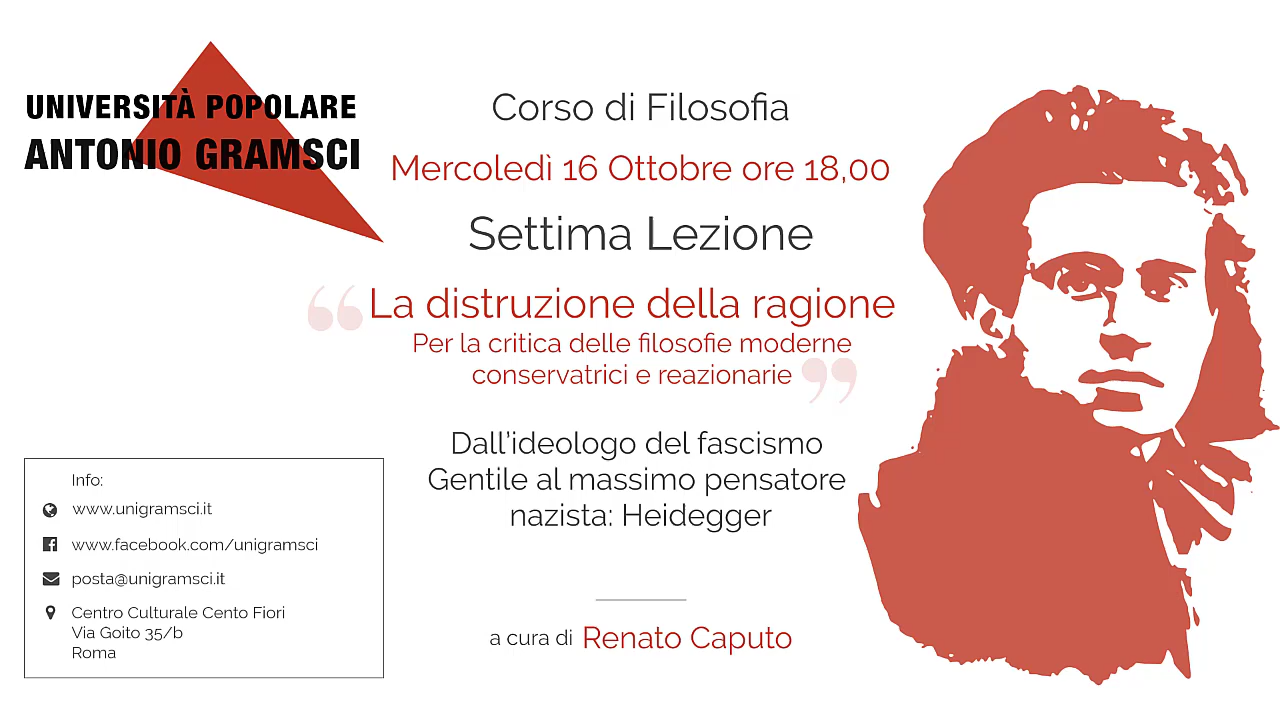 UNIVERSITÀ POPOLARE
ANTONIO GRAMSCI
Corso di Filosofia
Mercoledì 16 Ottobre ore 18,00
Settima Lezione
“La distruzione della ragione
Per la critica delle filosofie moderne
conservatrici e reazionarie”
Dall'ideologo del fascismo
Gentile al massimo pensatore
nazista: Heidegger
a cura di Renato Caputo
Info:
www.unigramsci.it
www.facebook.com/unigramsci
posta@unigramsci.it
Centro Culturale Cento Fiori
Via Goito 35/b
Roma